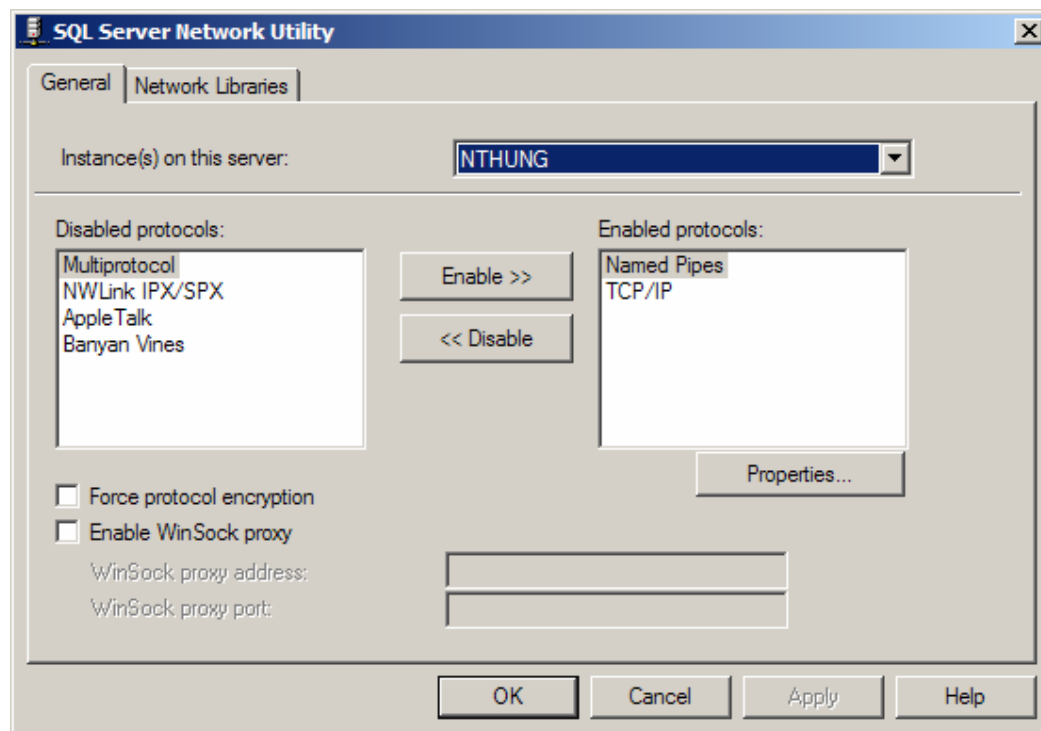 SQL Server Network Utility
General
Network Libraries
Instance(s) on this server:
NTHUNG
Disabled protocols:
Multiprotocol
NWLink IPX/SPX
AppleTalk
Banyan Vines
Enable >>
<< Disable
Enabled protocols:
Named Pipes
TCP/IP
Properties...
Force protocol encryption
Enable WinSock proxy
WinSock proxy address:
WinSock proxy port:
OK
Cancel
Apply
Help